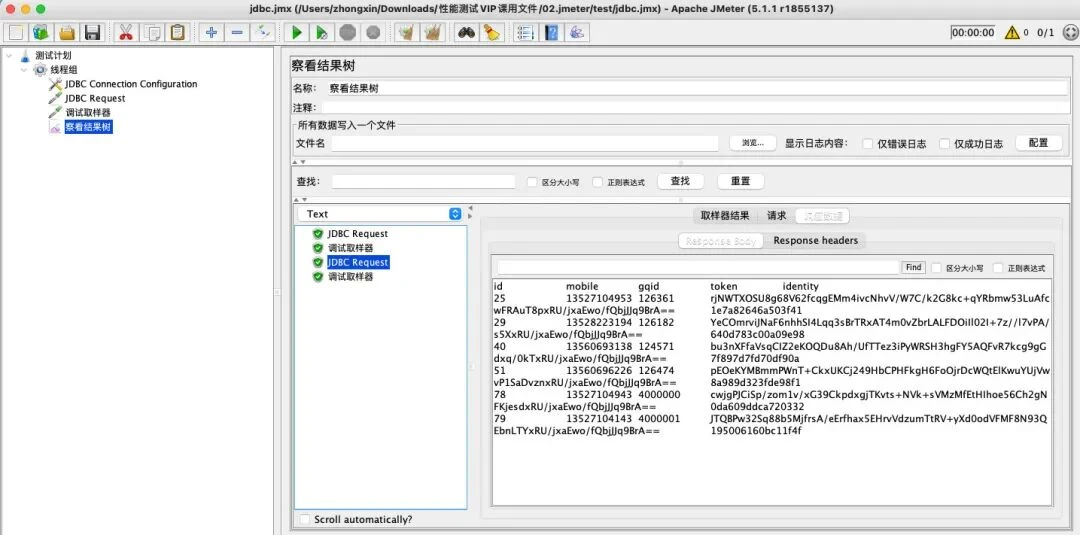 jdbc.jmx (/Users/zhongxin/Downloads/性能测试VIP课用文件/02.jmeter/test/jdbc.jmx) - Apache JMeter (5.1.1 r1855137)
00:00:00 0 0/1
测试计划
线程组
JDBC Connection Configuration
JDBC Request
调试取样器
察看结果树
察看结果树
名称: 察看结果树
注释:
所有数据写入一个文件
文件名 浏览... 显示日志内容: 仅错误日志 仅成功日志 配置
查找: 区分大小写 正则表达式 查找 重置
Text
JDBC Request
调试取样器
JDBC Request
调试取样器
Scroll automatically?
取样器结果 请求 响应数据
Response Body Response headers
Find 区分大小写 正则表达式
id mobile gqid token identity
25 13527104953 126361 rjNWTXOSU8g68V62fcqgEMm4ivcNhvV/W7C/k2G8kc+qYRbmw53LuAfc
wFRAuT8pxRU/jxaEwo/fQbjJJq9BrA== 1e7a82646a503f41
29 13528223194 126182 YeCOmrviJNaF6nhhSI4Lqq3sBrTRxAT4m0vZbrLALFDOiIl02I+7z//l7vPA/
s5XxRU/jxaEwo/fQbjJJq9BrA== 640d783c00a09e98
40 13560693138 124571 bu3nXFfaVsqCIZ2eKOQDu8Ah/UfTTez3iPyWRSH3hgFY5AQFvR7kcg9gG
dxq/0kTxRU/jxaEwo/fQbjJJq9BrA== 7f897d7fd70df90a
51 13560696226 126474 pEOeKYMBmmPWnT+CkxUKCj249HbCPHFkgH6FoOjrDcWQtElKwuYUjVw
vP1SaDvznxRU/jxaEwo/fQbjJJq9BrA== 8a989d323fde98f1
78 13527104943 4000000 cwjgPJCiSp/zom1v/xG39CkpdxgjTKvts+NVk+sVMzMfEtHIhoe56Ch2gN
FKjesdxRU/jxaEwo/fQbjJJq9BrA== 0da609ddca720332
79 13527104143 4000001 JTQBPw32Sq88b5MjfrsA/eErfhax5EHrvVdzumTtRV+yXd0odVFMF8N93Q
EbnLTYxRU/jxaEwo/fQbjJJq9BrA== 195006160bc11f4f